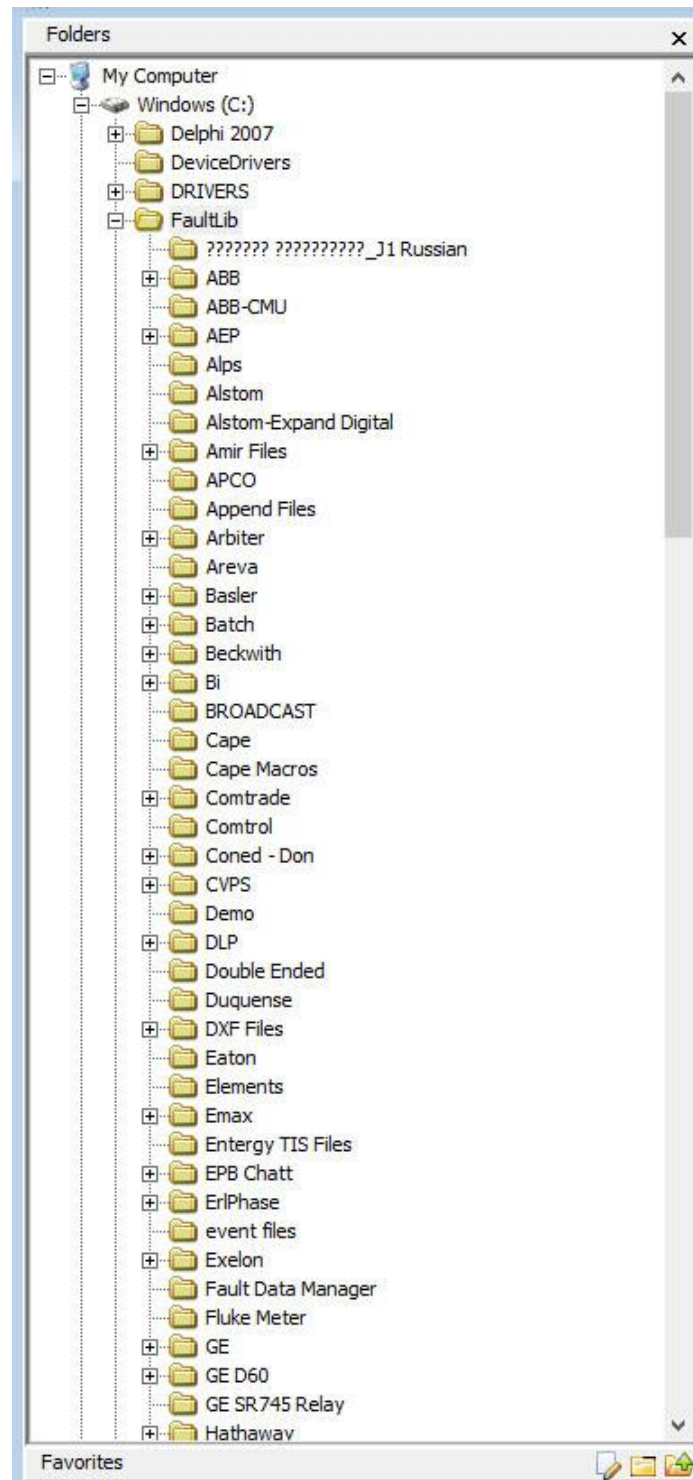 Folders
My Computer
Windows (C:)
Delphi 2007
DeviceDrivers
DRIVERS
FaultLib
??????? ??????????_J1 Russian
ABB
ABB-CMU
AEP
Alps
Alstom
Alstom-Expand Digital
Amir Files
APCO
Append Files
Arbiter
Areva
Basler
Batch
Beckwith
Bi
BROADCAST
Cape
Cape Macros
Comtrade
Comtrol
Coned - Don
CVPS
Demo
DLP
Double Ended
Duquense
DXF Files
Eaton
Elements
Emax
Entergy TIS Files
EPB Chatt
ErlPhase
event files
Exelon
Fault Data Manager
Fluke Meter
GE
GE D60
GE SR745 Relay
Hathaway
Favorites